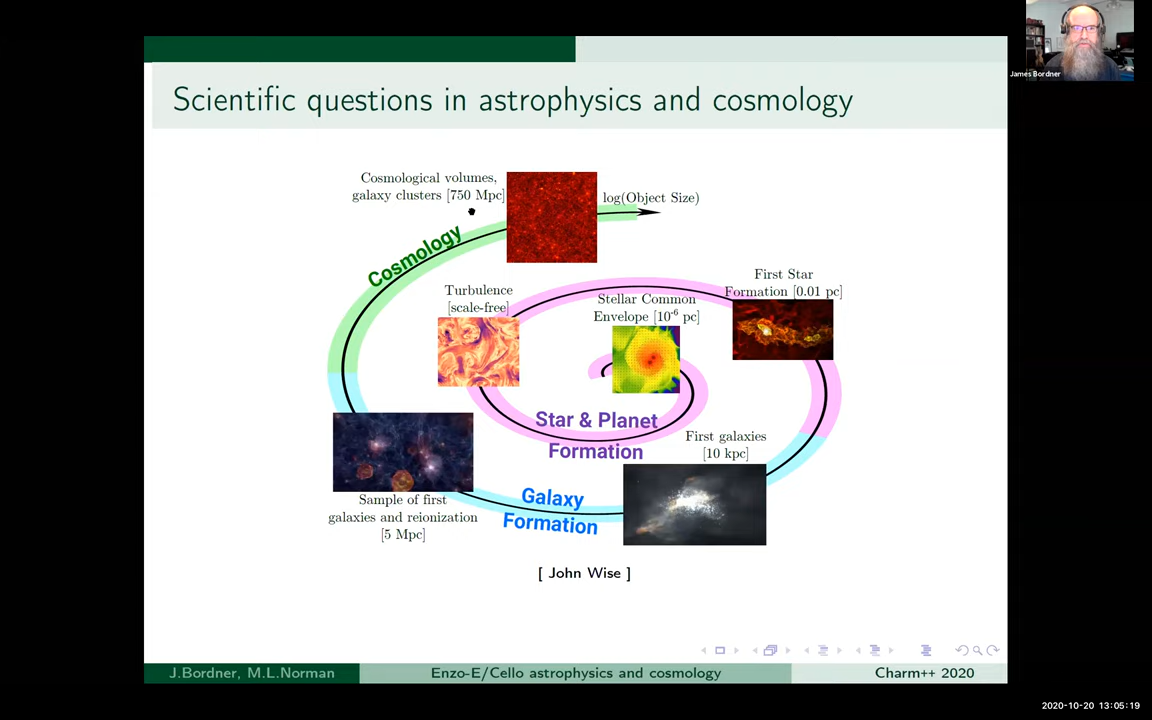 James Bordner
Scientific questions in astrophysics and cosmology
Cosmological volumes,
galaxy clusters [750 Mpc]
log(Object Size)
Cosmology
Turbulence
[scale-free]
Stellar Common
Envelope [10⁻⁶ pc]
First Star
Formation [0.01 pc]
Star & Planet
Formation
First galaxies
[10 kpc]
Galaxy
Formation
Sample of first
galaxies and reionization
[5 Mpc]
[ John Wise ]
J.Bordner, M.L.Norman
Enzo-E/Cello astrophysics and cosmology
Charm++ 2020
2020-10-20 13:05:19